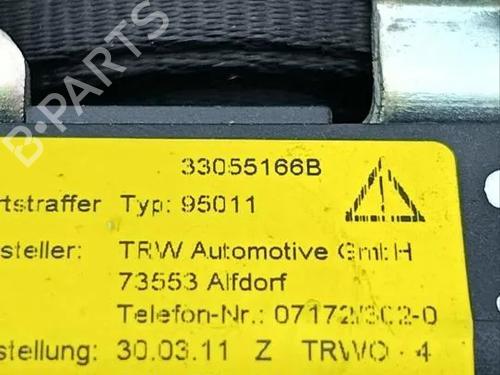 B-PARTS
33055166B
rtstraffer Typ: 95011
steller: TRW Automotive GmbH
73553 Alfdorf
Telefon-Nr.: 07172/302-0
stellung: 30.03.11 Z TRWO - 4